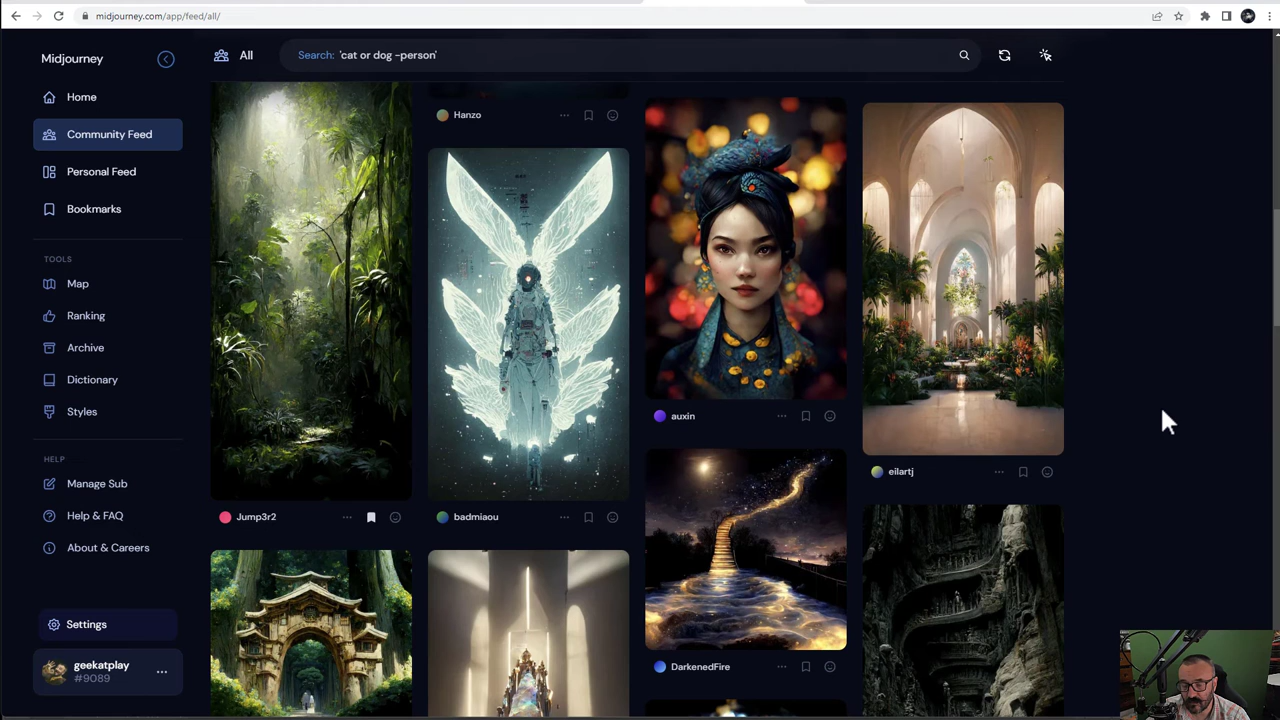 midjourney.com/app/feed/all/
Midjourney
All
Search: 'cat or dog -person'
Home
Community Feed
Personal Feed
Bookmarks
TOOLS
Map
Ranking
Archive
Dictionary
Styles
HELP
Manage Sub
Help & FAQ
About & Careers
Settings
geekatplay
#9089
Hanzo
auxin
eilartj
Jump3r2
badmiaou
DarkenedFire